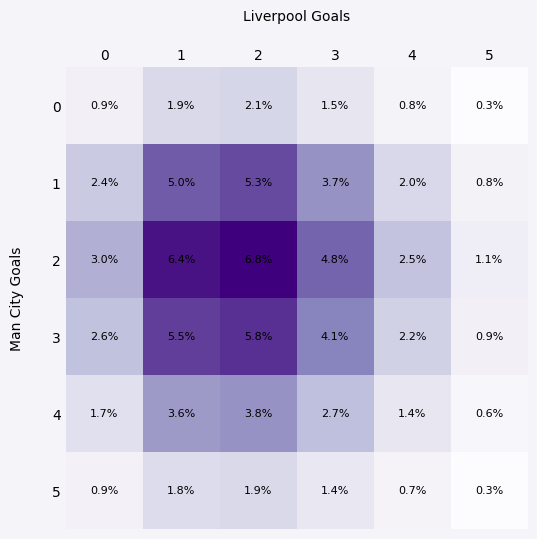 Liverpool Goals
0 1 2 3 4 5
0 0.9% 1.9% 2.1% 1.5% 0.8% 0.3%
1 2.4% 5.0% 5.3% 3.7% 2.0% 0.8%
2 3.0% 6.4% 6.8% 4.8% 2.5% 1.1%
3 2.6% 5.5% 5.8% 4.1% 2.2% 0.9%
4 1.7% 3.6% 3.8% 2.7% 1.4% 0.6%
5 0.9% 1.8% 1.9% 1.4% 0.7% 0.3%
Man City Goals